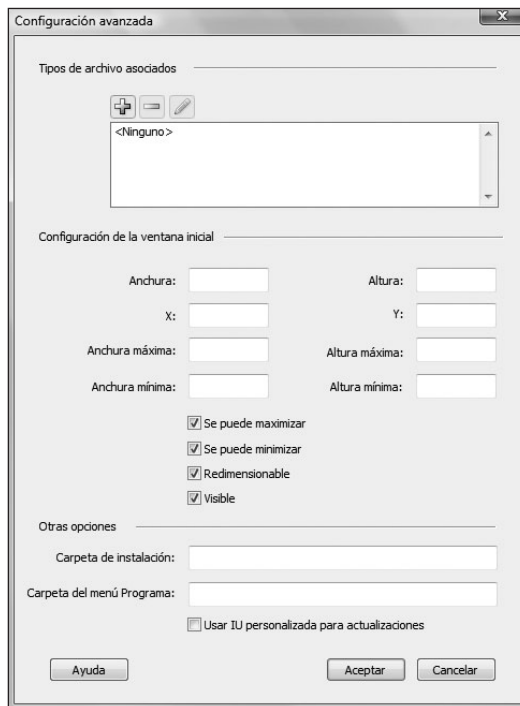 Configuración avanzada
Tipos de archivo asociados
<Ninguno>
Configuración de la ventana inicial
Anchura:
Altura:
X:
Y:
Anchura máxima:
Altura máxima:
Anchura mínima:
Altura mínima:
Se puede maximizar
Se puede minimizar
Redimensionable
Visible
Otras opciones
Carpeta de instalación:
Carpeta del menú Programa:
Usar IU personalizada para actualizaciones
Ayuda
Aceptar
Cancelar